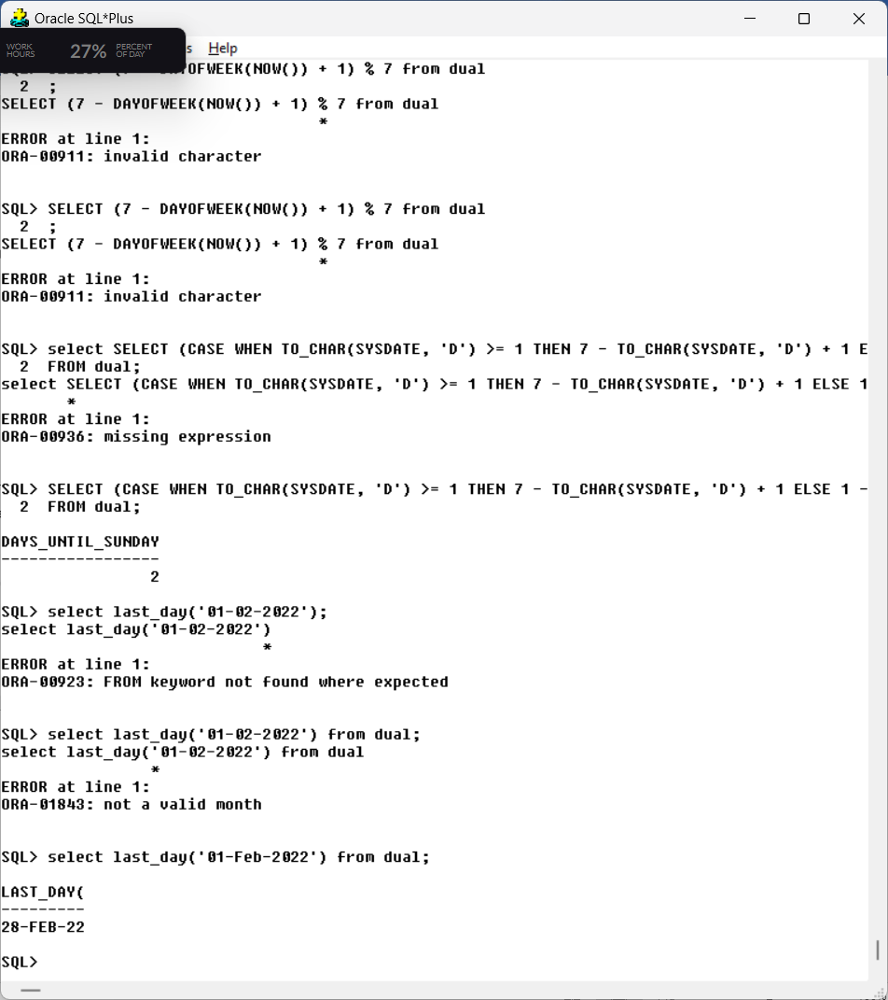 Oracle SQL*Plus
WORK HOURS
27%
PERCENT OF DAY
s Help
SQL> SELECT (7 - DAYOFWEEK(NOW()) + 1) % 7 from dual
2 ;
SELECT (7 - DAYOFWEEK(NOW()) + 1) % 7 from dual
*
ERROR at line 1:
ORA-00911: invalid character
SQL> SELECT (7 - DAYOFWEEK(NOW()) + 1) % 7 from dual
2 ;
SELECT (7 - DAYOFWEEK(NOW()) + 1) % 7 from dual
*
ERROR at line 1:
ORA-00911: invalid character
SQL> select SELECT (CASE WHEN TO_CHAR(SYSDATE, 'D') >= 1 THEN 7 - TO_CHAR(SYSDATE, 'D') + 1 E
2 FROM dual;
select SELECT (CASE WHEN TO_CHAR(SYSDATE, 'D') >= 1 THEN 7 - TO_CHAR(SYSDATE, 'D') + 1 ELSE 1
*
ERROR at line 1:
ORA-00936: missing expression
SQL> SELECT (CASE WHEN TO_CHAR(SYSDATE, 'D') >= 1 THEN 7 - TO_CHAR(SYSDATE, 'D') + 1 ELSE 1 -
2 FROM dual;
DAYS_UNTIL_SUNDAY
-----------------
2
SQL> select last_day('01-02-2022');
select last_day('01-02-2022')
*
ERROR at line 1:
ORA-00923: FROM keyword not found where expected
SQL> select last_day('01-02-2022') from dual;
select last_day('01-02-2022') from dual
*
ERROR at line 1:
ORA-01843: not a valid month
SQL> select last_day('01-Feb-2022') from dual;
LAST_DAY(
---------
28-FEB-22
SQL>